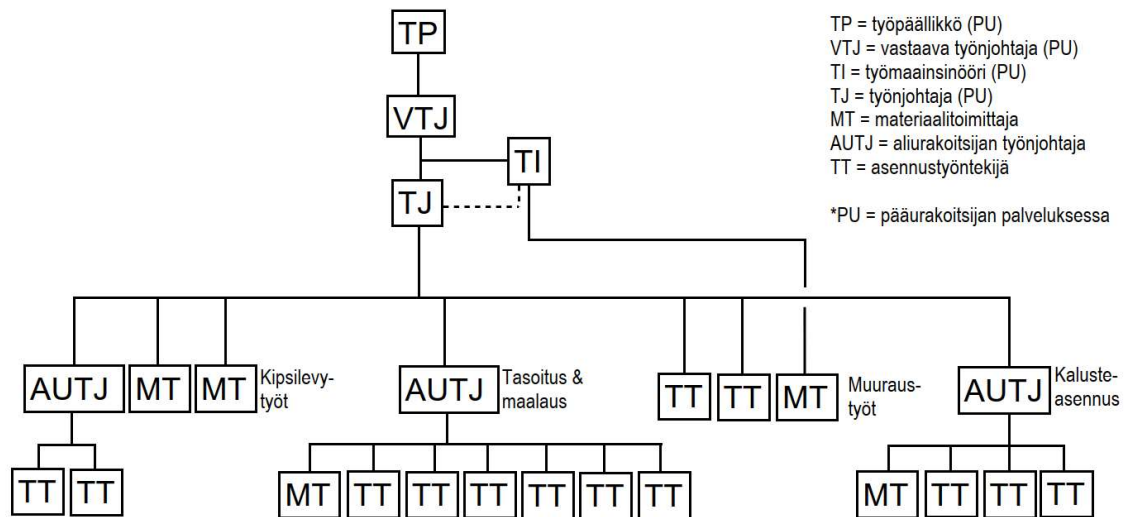 TP
TP = työpäällikkö (PU)
VTJ = vastaava työnjohtaja (PU)
TI = työmaainsinööri (PU)
TJ = työnjohtaja (PU)
MT = materiaalitoimittaja
AUTJ = aliurakoitsijan työnjohtaja
TT = asennustyöntekijä
*PU = pääurakoitsijan palveluksessa
VTJ
TI
TJ
AUTJ
MT
MT
Kipsilevy-
työt
AUTJ
Tasoitus &
maalaus
TT
TT
MT
Muuraus-
työt
AUTJ
Kaluste-
asennus
TT
TT
MT
TT
TT
TT
TT
TT
TT
MT
TT
TT
TT